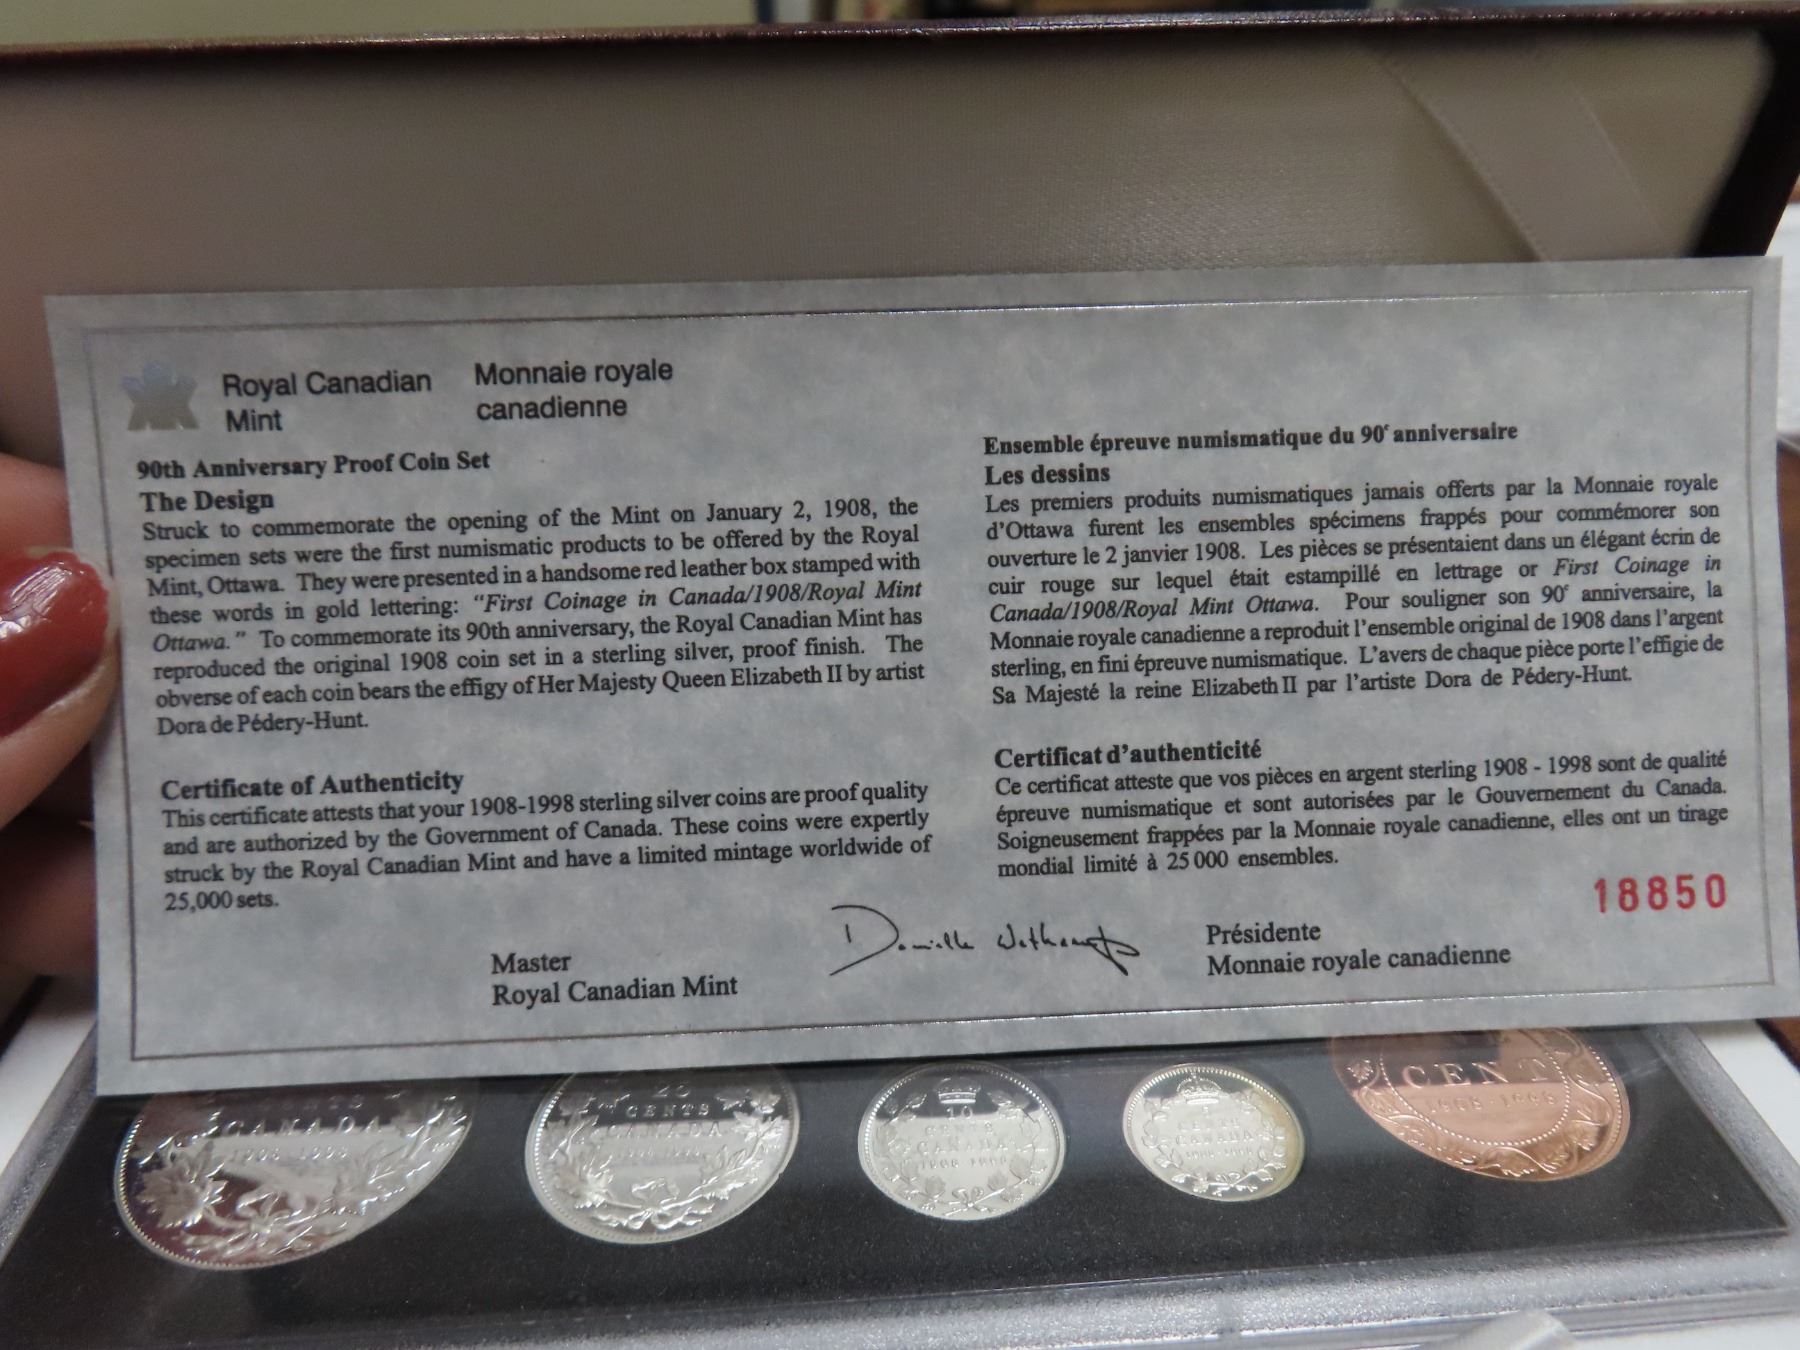 Royal Canadian
Mint
Monnaie royale
canadienne
90th Anniversary Proof Coin Set
The Design
Struck to commemorate the opening of the Mint on January 2, 1908, the
specimen sets were the first numismatic products to be offered by the Royal
Mint, Ottawa. They were presented in a handsome red leather box stamped with
these words in gold lettering: "First Coinage in Canada/1908/Royal Mint
Ottawa." To commemorate its 90th anniversary, the Royal Canadian Mint has
reproduced the original 1908 coin set in a sterling silver, proof finish. The
obverse of each coin bears the effigy of Her Majesty Queen Elizabeth II by artist
Dora de Pédery-Hunt.
Certificate of Authenticity
This certificate attests that your 1908-1998 sterling silver coins are proof quality
and are authorized by the Government of Canada. These coins were expertly
struck by the Royal Canadian Mint and have a limited mintage worldwide of
25,000 sets.
Ensemble épreuve numismatique du 90e anniversaire
Les dessins
Les premiers produits numismatiques jamais offerts par la Monnaie royale
d'Ottawa furent les ensembles spécimens frappés pour commémorer son
ouverture le 2 janvier 1908. Les pièces se présentaient dans un élégant écrin de
cuir rouge sur lequel était estampillé en lettrage or First Coinage in
Canada/1908/Royal Mint Ottawa. Pour souligner son 90e anniversaire, la
Monnaie royale canadienne a reproduit l'ensemble original de 1908 dans l'argent
sterling, en fini épreuve numismatique. L'avers de chaque pièce porte l'effigie de
Sa Majesté la reine Elizabeth II par l'artiste Dora de Pédery-Hunt.
Certificat d'authenticité
Ce certificat atteste que vos pièces en argent sterling 1908 - 1998 sont de qualité
épreuve numismatique et sont autorisées par le Gouvernement du Canada.
Soigneusement frappées par la Monnaie royale canadienne, elles ont un tirage
mondial limité à 25 000 ensembles.
18850
Master
Royal Canadian Mint
Présidente
Monnaie royale canadienne
CANADA
1908-1998
CENTS
CANADA
10
CENTS
CANADA
CENTS
CANADA
CENT
1908-1998